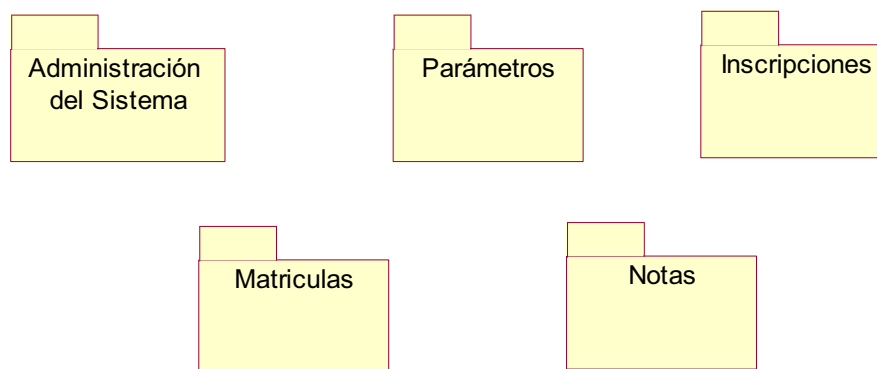 Administración
del Sistema
Parámetros
Inscripciones
Matriculas
Notas